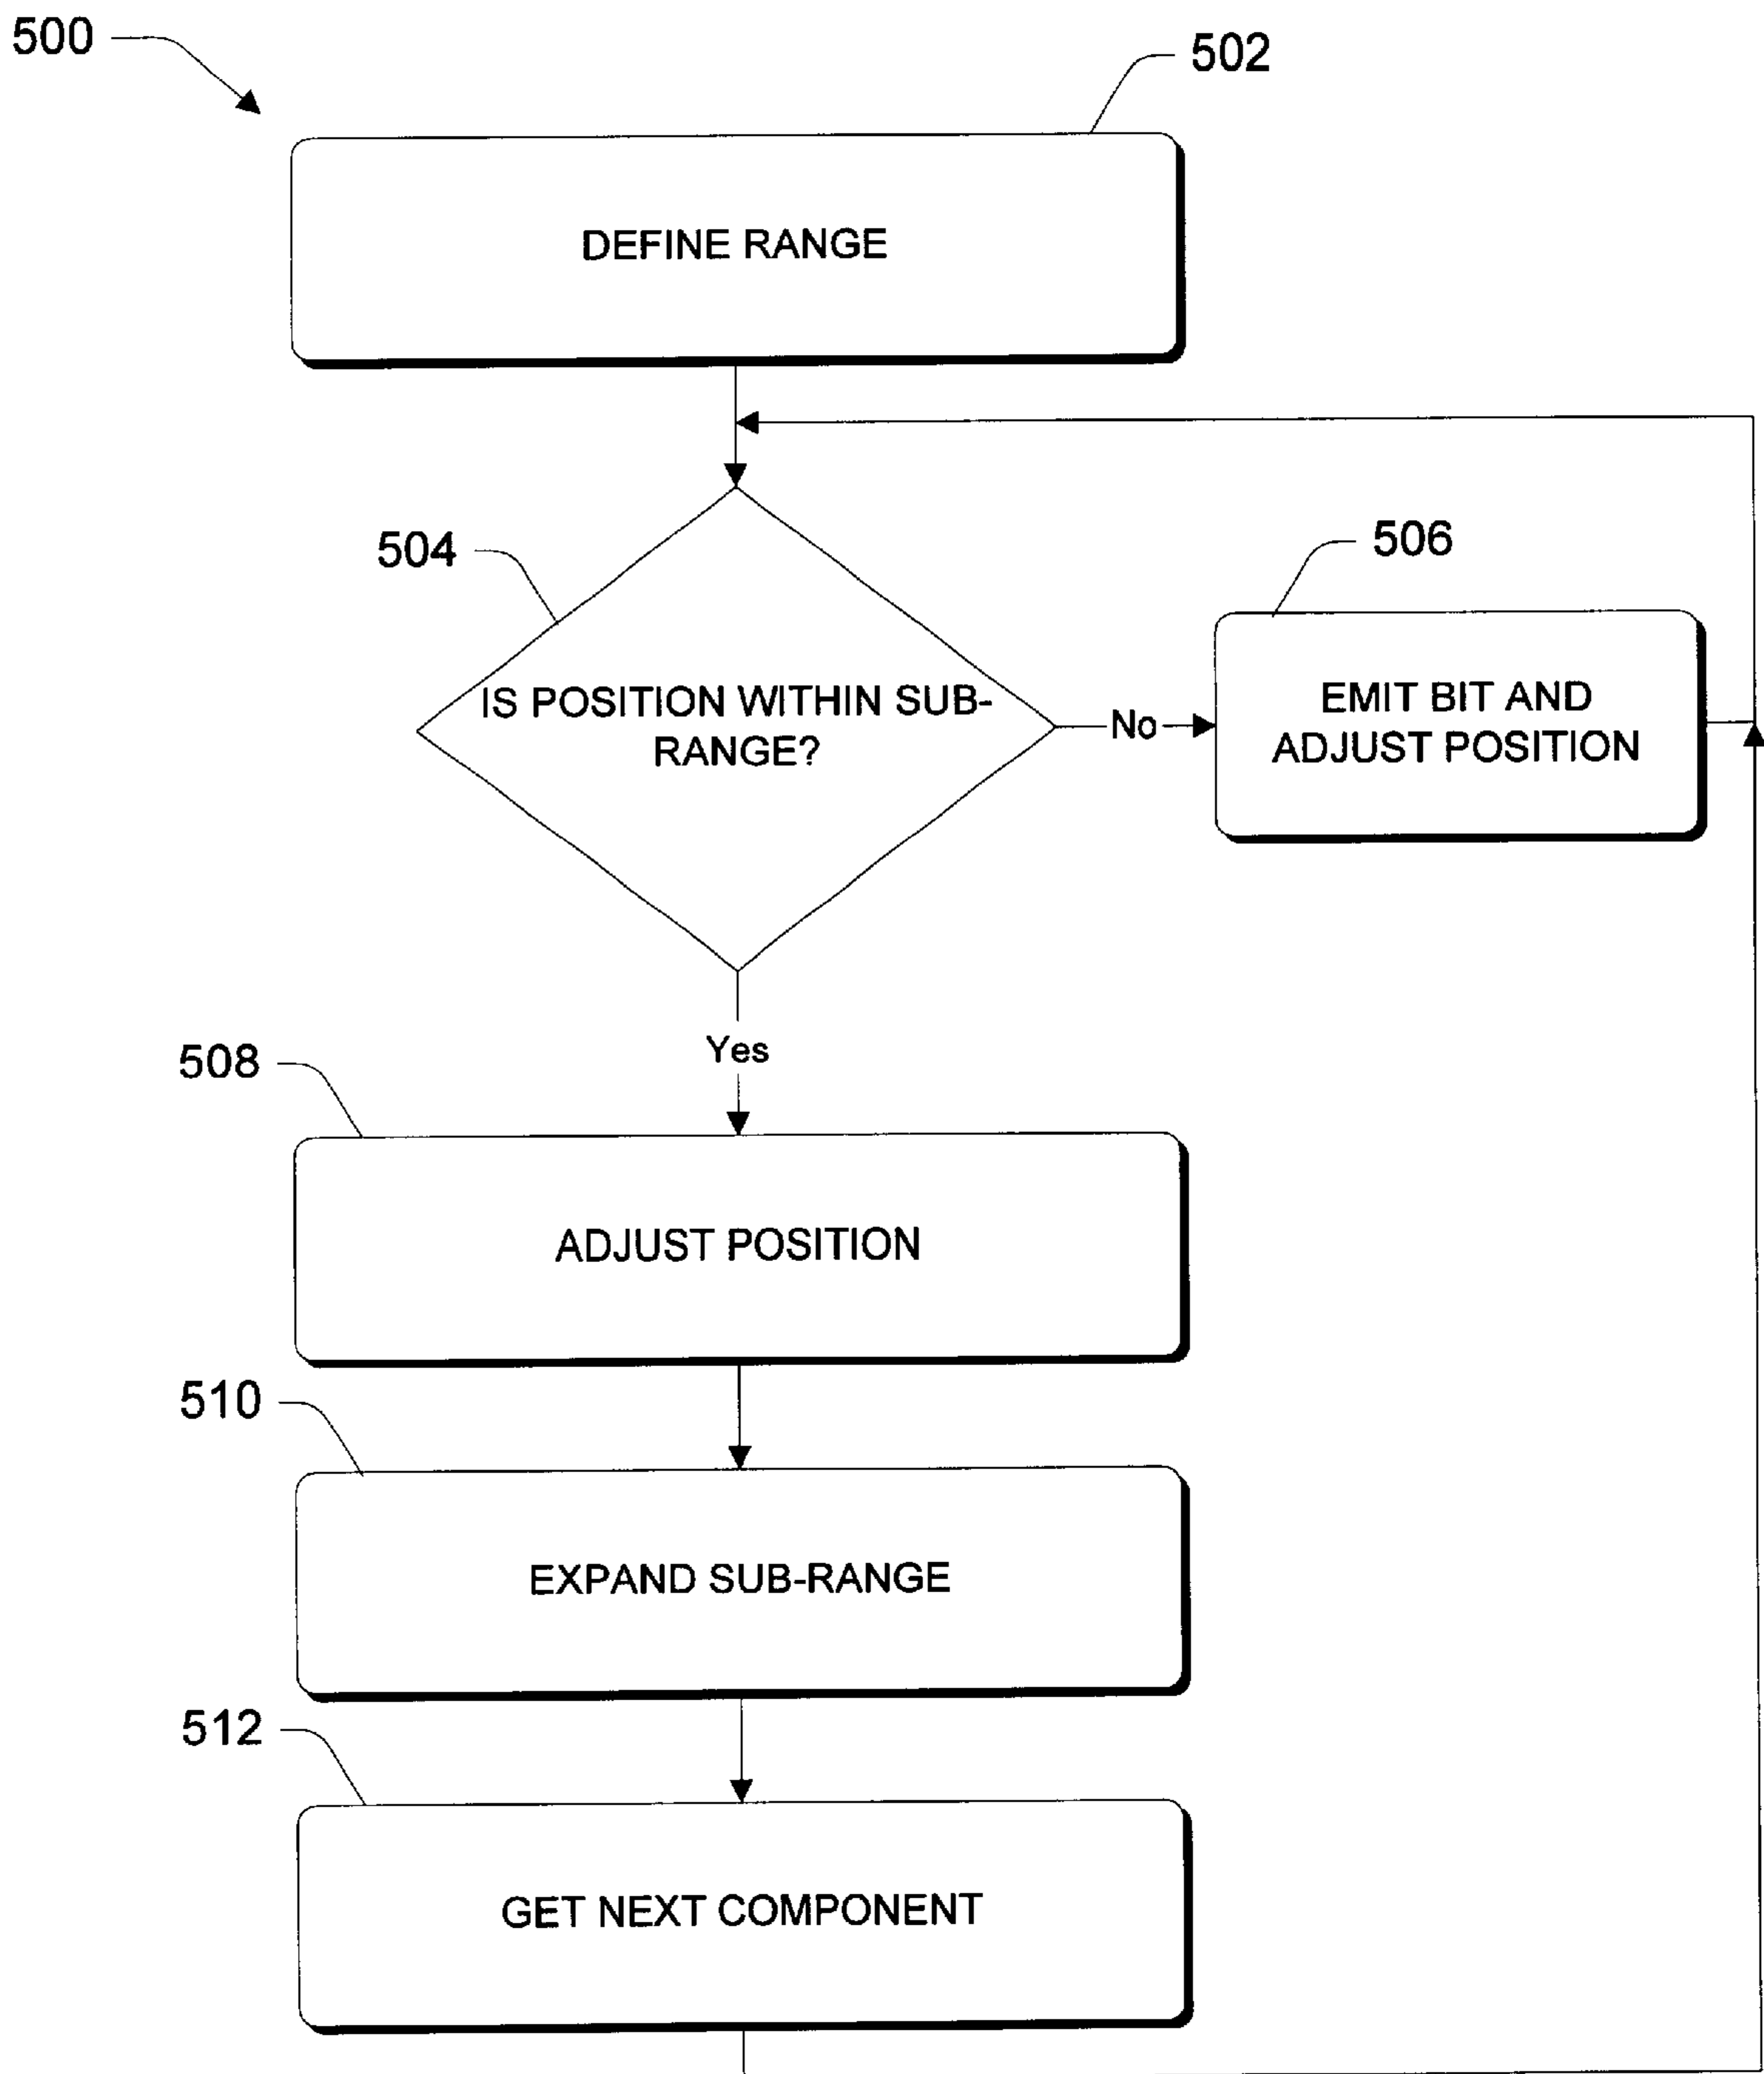 500
502
DEFINE RANGE
504
506
IS POSITION WITHIN SUB-
RANGE?
No
EMIT BIT AND
ADJUST POSITION
Yes
508
ADJUST POSITION
510
EXPAND SUB-RANGE
512
GET NEXT COMPONENT